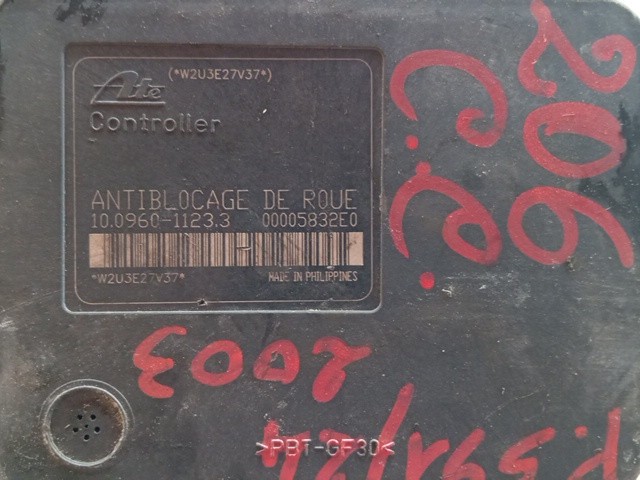 (*W2U3E27V37*)
Ate
Controller
ANTIBLOCAGE DE ROUE
10.0960-1123.3 00005832E0
*W2U3E27V37*
MADE IN PHILIPPINES
>PBT-GF30<
206
C.C.
2003